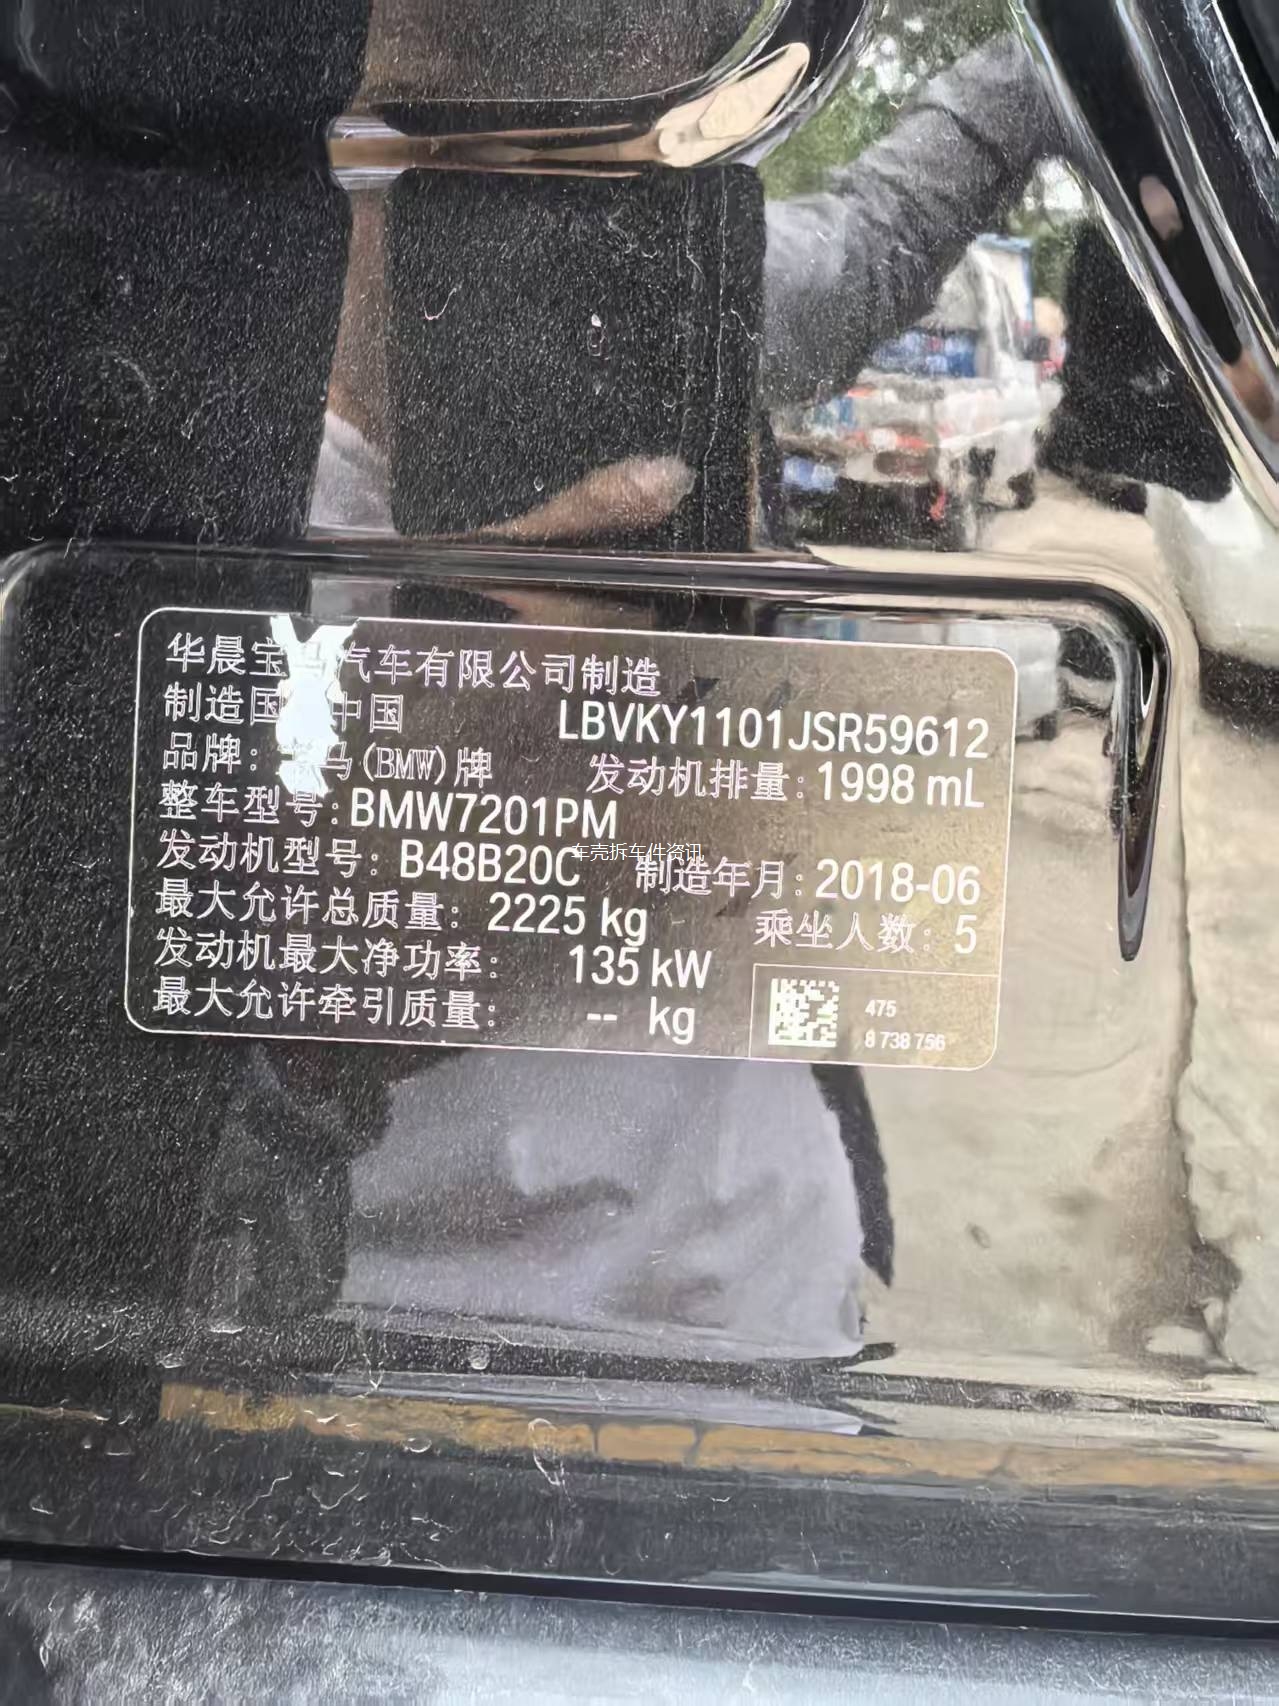 华晨宝马汽车有限公司制造
制造国 中国
LBVKY1101JSR59612
品牌: 宝马(BMW)牌 发动机排量: 1998 mL
整车型号: BMW7201PM
发动机型号: B48B20C 制造年月: 2018-06
车壳拆车件资讯
最大允许总质量: 2225 kg 乘坐人数: 5
发动机最大净功率: 135 kW
最大允许牵引质量: -- kg
475
8 738 756